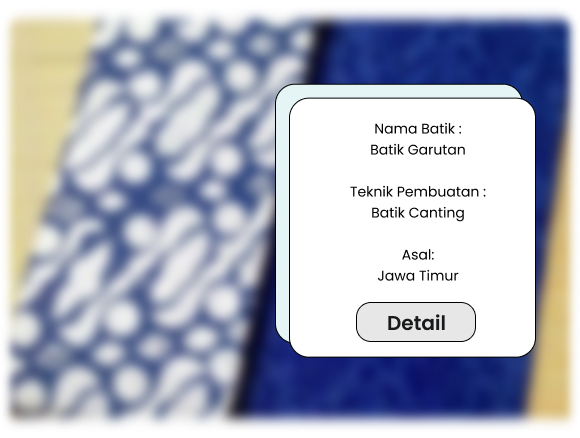 Nama Batik :
Batik Garutan
Teknik Pembuatan :
Batik Canting
Asal:
Jawa Timur
Detail